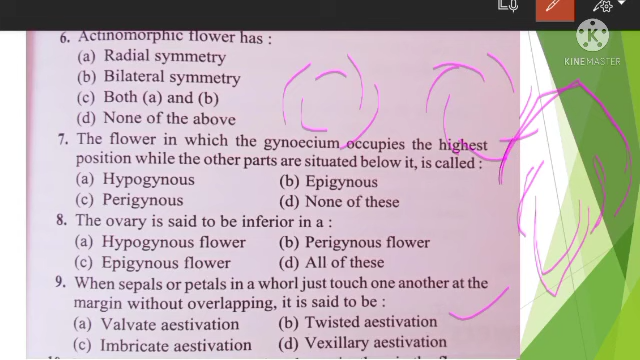 KINEMASTER
6. Actinomorphic flower has :
(a) Radial symmetry
(b) Bilateral symmetry
(c) Both (a) and (b)
(d) None of the above
7. The flower in which the gynoecium occupies the highest
position while the other parts are situated below it, is called :
(a) Hypogynous (b) Epigynous
(c) Perigynous (d) None of these
8. The ovary is said to be inferior in a :
(a) Hypogynous flower (b) Perigynous flower
(c) Epigynous flower (d) All of these
9. When sepals or petals in a whorl just touch one another at the
margin without overlapping, it is said to be :
(a) Valvate aestivation (b) Twisted aestivation
(c) Imbricate aestivation (d) Vexillary aestivation